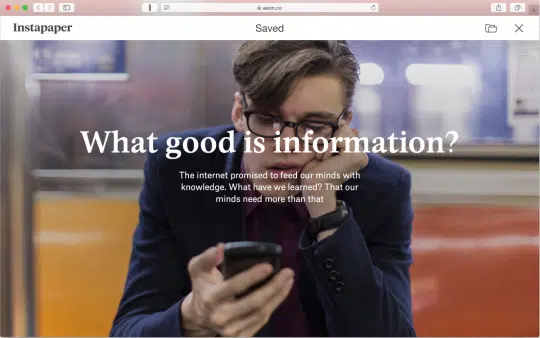 aeon.co
Instapaper
Saved
What good is information?
The internet promised to feed our minds with
knowledge. What have we learned? That our
minds need more than that